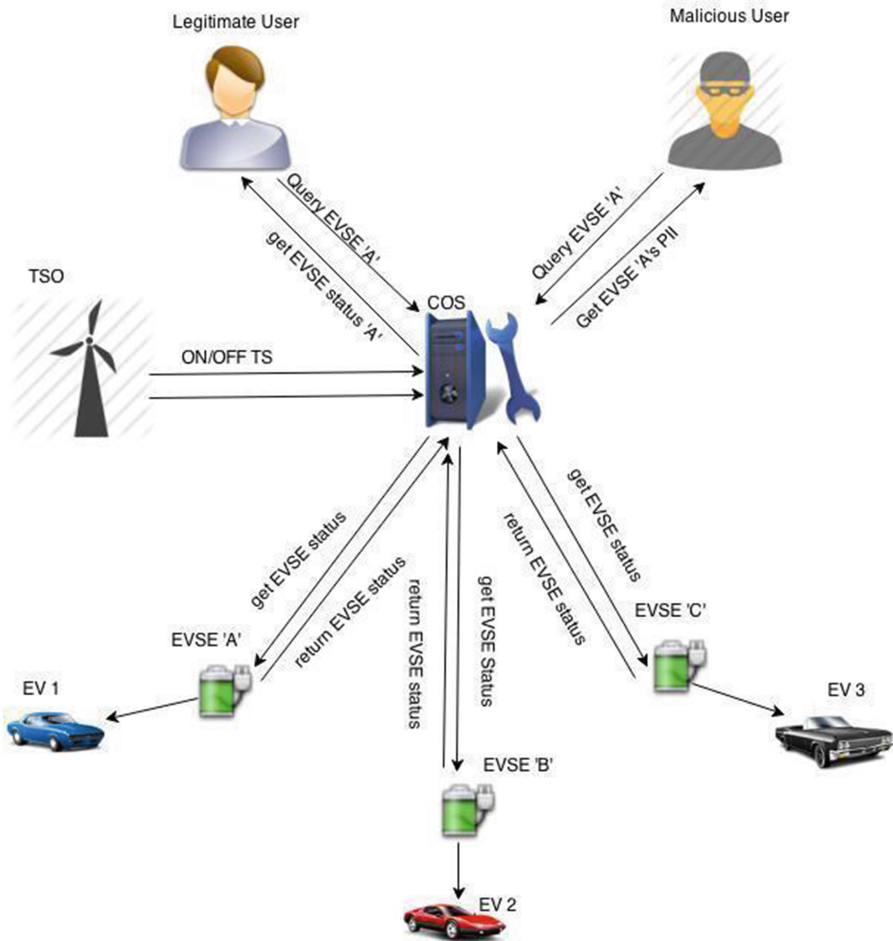 Legitimate User
Malicious User
Query EVSE 'A'
get EVSE status 'A'
Query EVSE 'A'
Get EVSE 'A's PII
TSO
COS
ON/OFF TS
get EVSE status
return EVSE status
return EVSE status
get EVSE Status
get EVSE status
return EVSE status
EVSE 'A'
EVSE 'C'
EV 1
EV 3
EVSE 'B'
EV 2